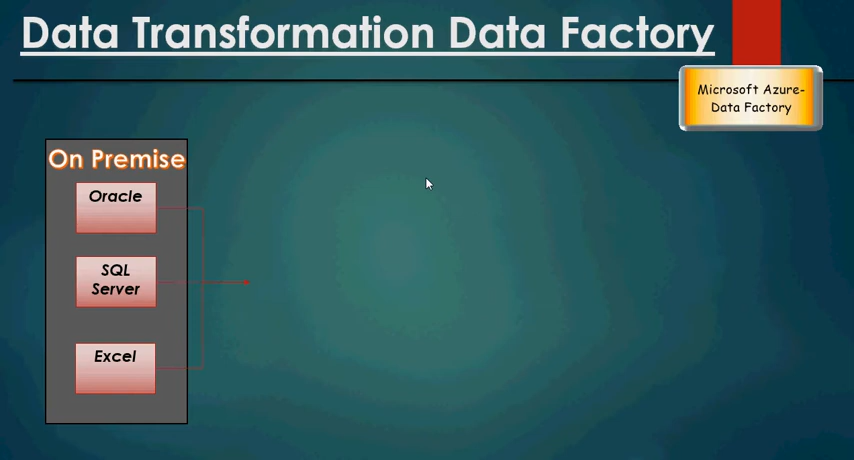 Data Transformation Data Factory
Microsoft Azure-
Data Factory
On Premise
Oracle
SQL
Server
Excel